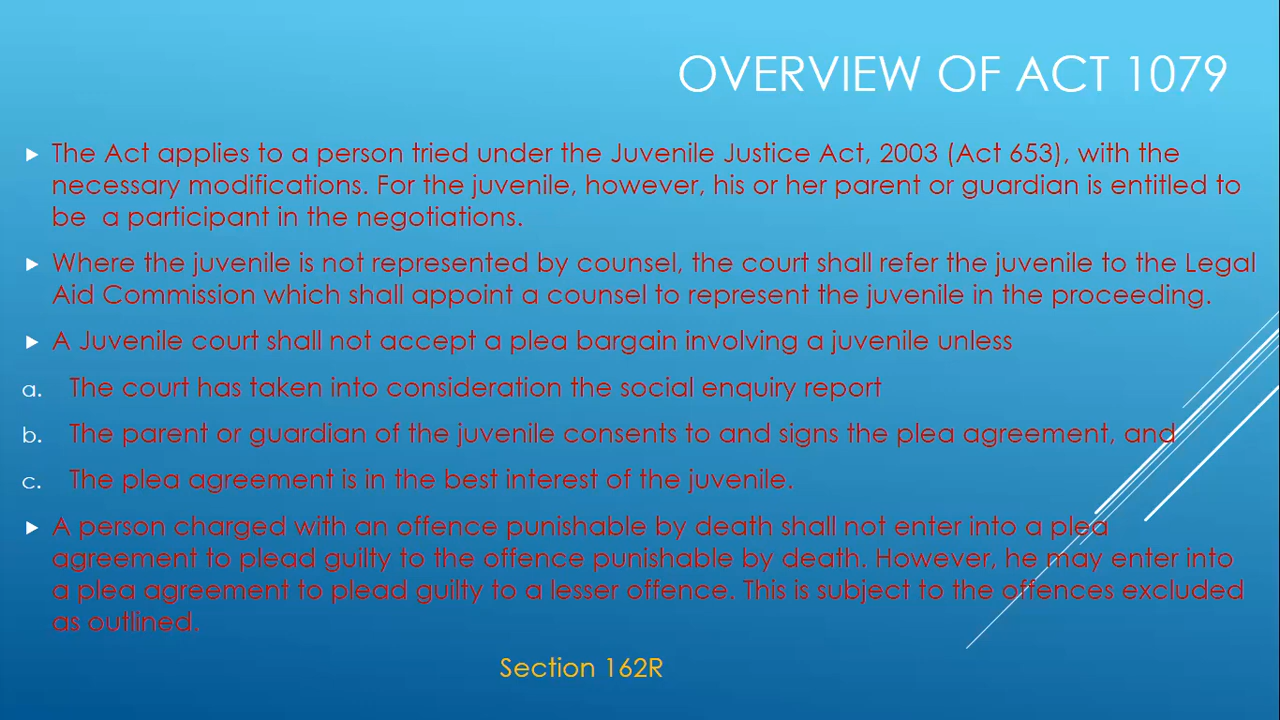 OVERVIEW OF ACT 1079
The Act applies to a person tried under the Juvenile Justice Act, 2003 (Act 653), with the
necessary modifications. For the juvenile, however, his or her parent or guardian is entitled to
be a participant in the negotiations.
Where the juvenile is not represented by counsel, the court shall refer the juvenile to the Legal
Aid Commission which shall appoint a counsel to represent the juvenile in the proceeding.
A Juvenile court shall not accept a plea bargain involving a juvenile unless
a. The court has taken into consideration the social enquiry report
b. The parent or guardian of the juvenile consents to and signs the plea agreement, and
c. The plea agreement is in the best interest of the juvenile.
A person charged with an offence punishable by death shall not enter into a plea
agreement to plead guilty to the offence punishable by death. However, he may enter into
a plea agreement to plead guilty to a lesser offence. This is subject to the offences excluded
as outlined.
Section 162R